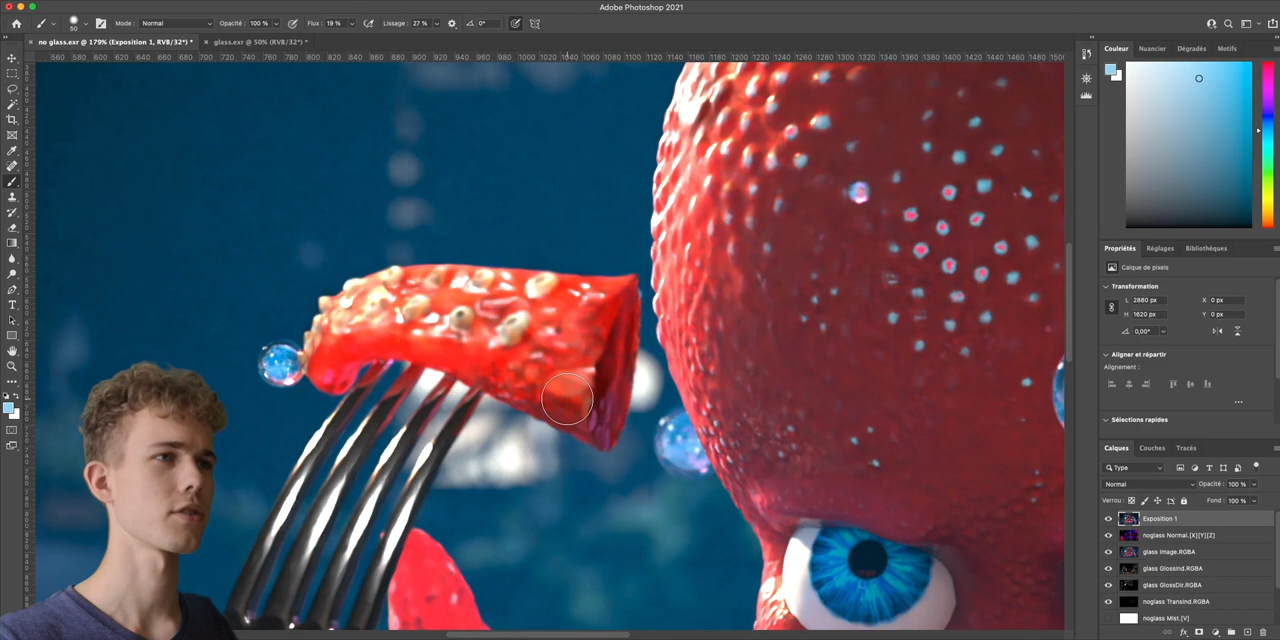 Adobe Photoshop 2021
50
Mode : Normal
Opacité : 100 %
Flux : 19 %
Lissage : 27 %
0°
no glass.exr @ 179% (Exposition 1, RVB/32*) *
glass.exr @ 50% (RVB/32*) *
560 580 600 620 640 660 680 700 720 740 760 780 800 820 840 860 880 900 920 940 960 980 1000 1020 1040 1060 1080 1100 1120 1140 1160 1180 1200 1220 1240 1260 1280 1300 1320 1340 1360 1380 1400 1420 1440 1460 1480 1500
Couleur
Nuancier
Dégradés
Motifs
Propriétés
Réglages
Bibliothèques
Calque de pixels
Transformation
L 2880 px
X 0 px
H 1620 px
Y 0 px
0,00°
Aligner et répartir
Alignement :
Sélections rapides
Calques
Couches
Tracés
Type
Normal
Opacité : 100 %
Verrou :
Fond : 100 %
Exposition 1
noglass Normal.[X][Y][Z]
glass Image.RGBA
glass GlossInd.RGBA
glass GlossDir.RGBA
noglass TransInd.RGBA
noglass Mist.[V]